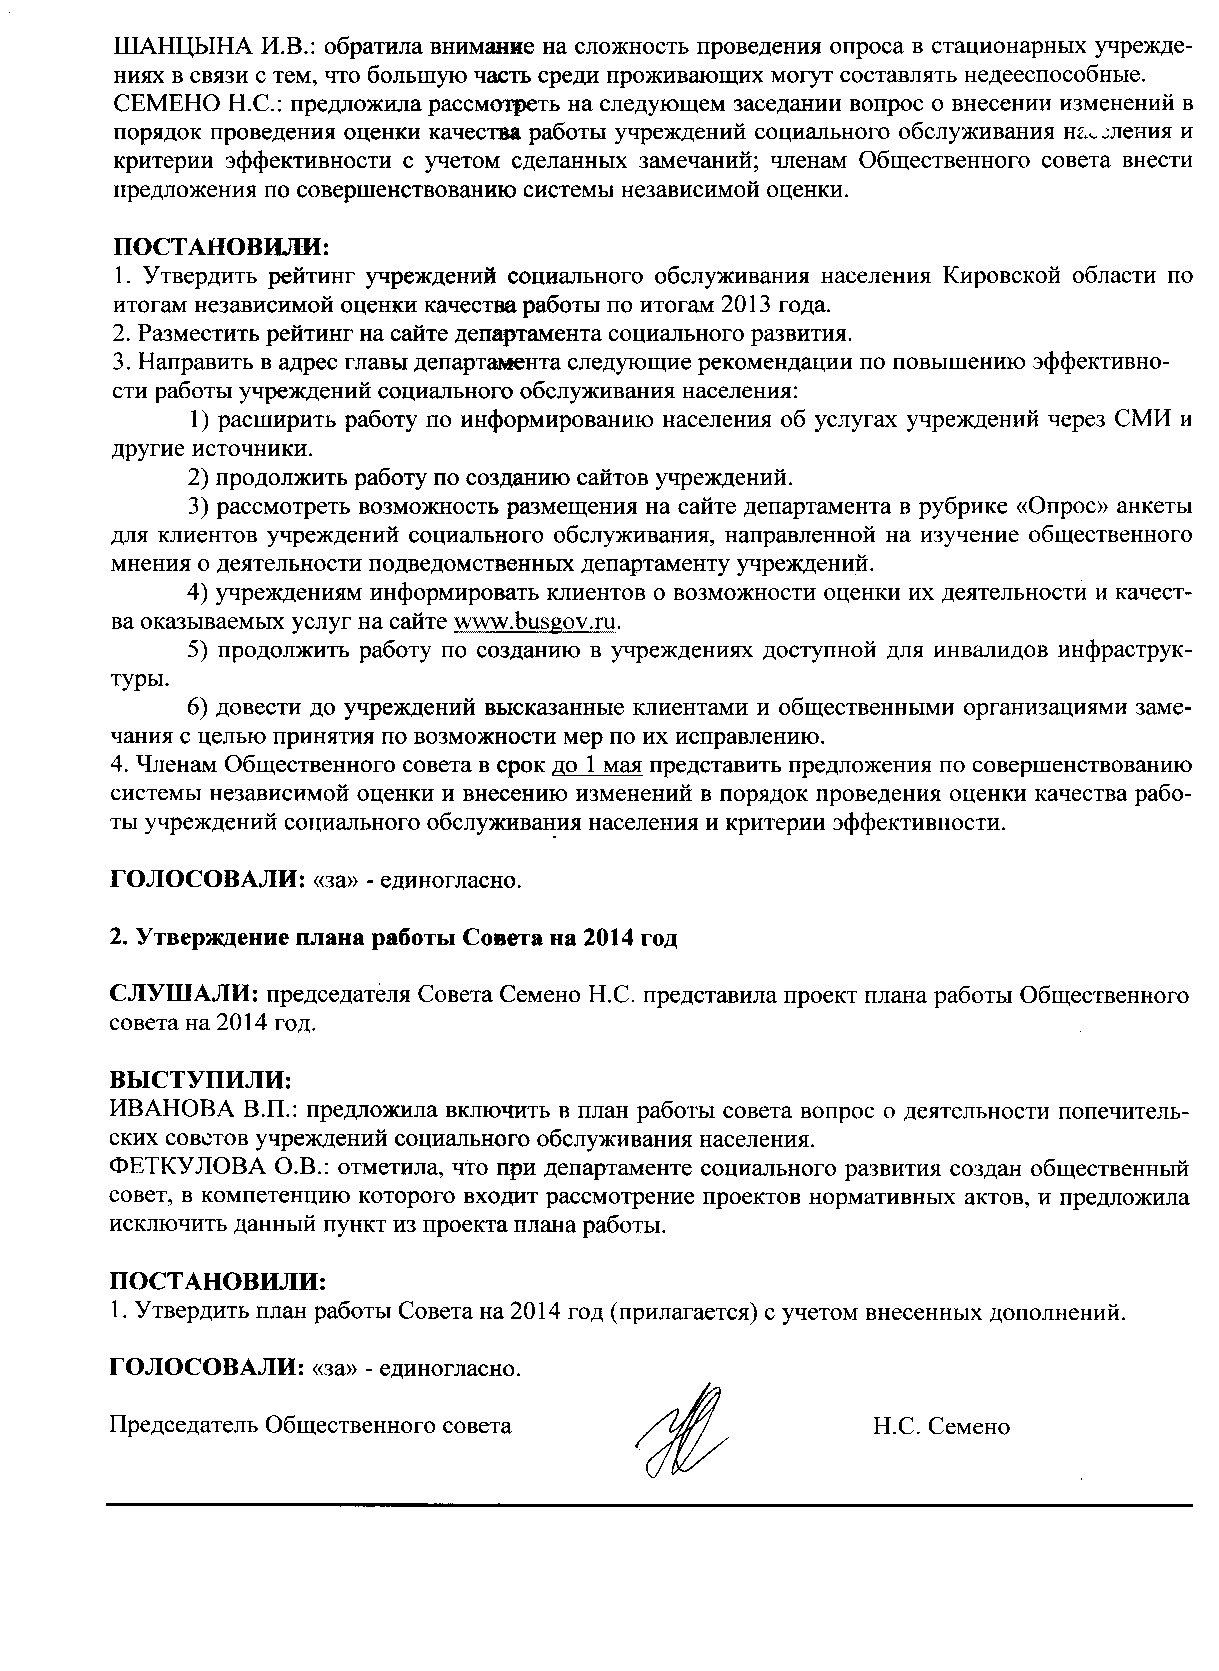 ШАНЦЫНА И.В.: обратила внимание на сложность проведения опроса в стационарных учрежде-
ниях в связи с тем, что большую часть среди проживающих могут составлять недееспособные.
СЕМЕНО Н.С.: предложила рассмотреть на следующем заседании вопрос о внесении изменений в
порядок проведения оценки качества работы учреждений социального обслуживания населения и
критерии эффективности с учетом сделанных замечаний; членам Общественного совета внести
предложения по совершенствованию системы независимой оценки.
ПОСТАНОВИЛИ:
1. Утвердить рейтинг учреждений социального обслуживания населения Кировской области по
итогам независимой оценки качества работы по итогам 2013 года.
2. Разместить рейтинг на сайте департамента социального развития.
3. Направить в адрес главы департамента следующие рекомендации по повышению эффективно-
сти работы учреждений социального обслуживания населения:
1) расширить работу по информированию населения об услугах учреждений через СМИ и
другие источники.
2) продолжить работу по созданию сайтов учреждений.
3) рассмотреть возможность размещения на сайте департамента в рубрике «Опрос» анкеты
для клиентов учреждений социального обслуживания, направленной на изучение общественного
мнения о деятельности подведомственных департаменту учреждений.
4) учреждениям информировать клиентов о возможности оценки их деятельности и качест-
ва оказываемых услуг на сайте www.busgov.ru.
5) продолжить работу по созданию в учреждениях доступной для инвалидов инфраструк-
туры.
6) довести до учреждений высказанные клиентами и общественными организациями заме-
чания с целью принятия по возможности мер по их исправлению.
4. Членам Общественного совета в срок до 1 мая представить предложения по совершенствованию
системы независимой оценки и внесению изменений в порядок проведения оценки качества рабо-
ты учреждений социального обслуживания населения и критерии эффективности.
ГОЛОСОВАЛИ: «за» - единогласно.
2. Утверждение плана работы Совета на 2014 год
СЛУШАЛИ: председателя Совета Семено Н.С. представила проект плана работы Общественного
совета на 2014 год.
ВЫСТУПИЛИ:
ИВАНОВА В.П.: предложила включить в план работы совета вопрос о деятельности попечитель-
ских советов учреждений социального обслуживания населения.
ФЕТКУЛОВА О.В.: отметила, что при департаменте социального развития создан общественный
совет, в компетенцию которого входит рассмотрение проектов нормативных актов, и предложила
исключить данный пункт из проекта плана работы.
ПОСТАНОВИЛИ:
1. Утвердить план работы Совета на 2014 год (прилагается) с учетом внесенных дополнений.
ГОЛОСОВАЛИ: «за» - единогласно.
Председатель Общественного совета Н.С. Семено